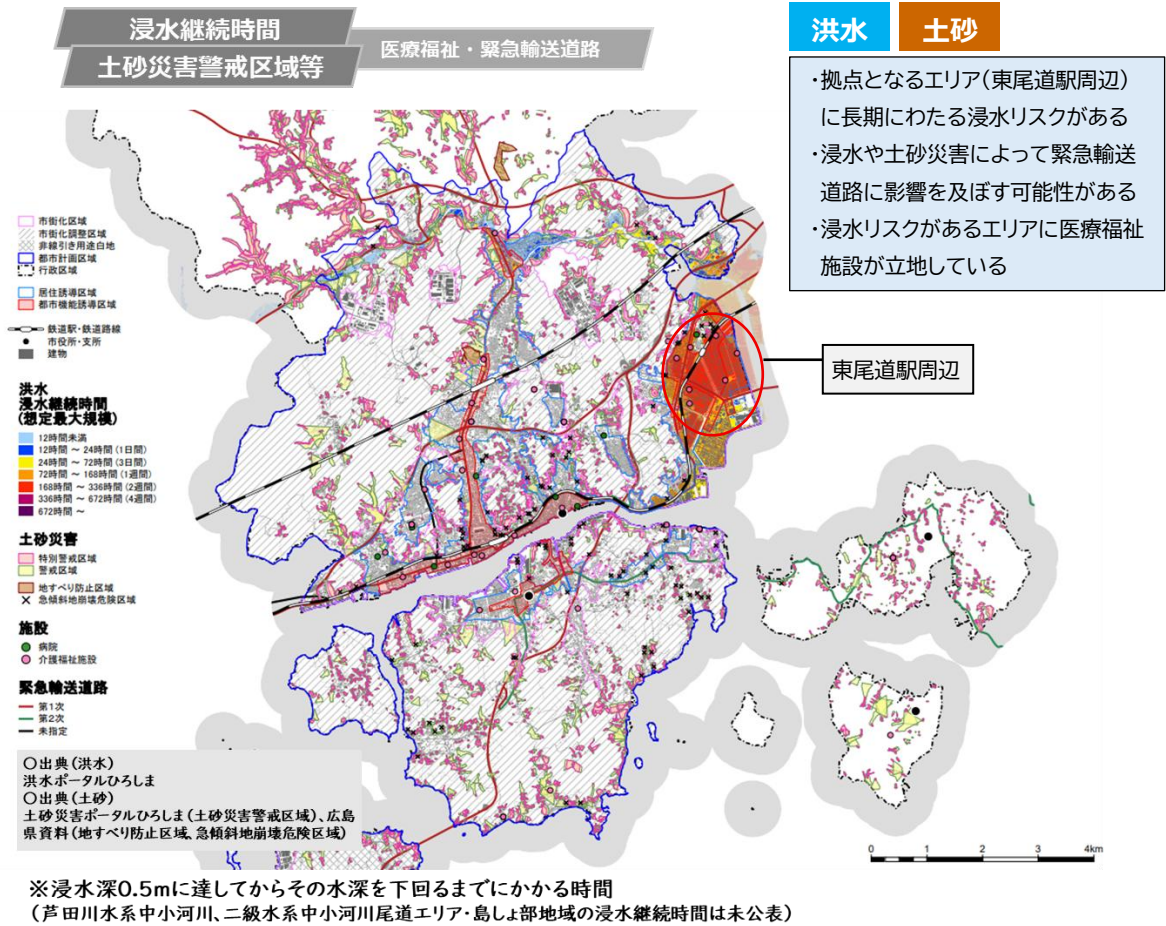 浸水継続時間
土砂災害警戒区域等
医療福祉・緊急輸送道路
洪水
土砂
・拠点となるエリア(東尾道駅周辺)
に長期にわたる浸水リスクがある
・浸水や土砂災害によって緊急輸送
道路に影響を及ぼす可能性がある
・浸水リスクがあるエリアに医療福祉
施設が立地している
東尾道駅周辺
市街化区域
市街化調整区域
非線引き用途白地
都市計画区域
行政区域
居住誘導区域
都市機能誘導区域
鉄道駅・鉄道路線
市役所・支所
建物
洪水
浸水継続時間
(想定最大規模)
12時間未満
12時間 ~ 24時間(1日間)
24時間 ~ 72時間(3日間)
72時間 ~ 168時間(1週間)
168時間 ~ 336時間(2週間)
336時間 ~ 672時間(4週間)
672時間 ~
土砂災害
特別警戒区域
警戒区域
地すべり防止区域
急傾斜地崩壊危険区域
施設
病院
介護福祉施設
緊急輸送道路
第1次
第2次
未指定
○出典(洪水)
洪水ポータルひろしま
○出典(土砂)
土砂災害ポータルひろしま(土砂災害警戒区域)、広島
県資料(地すべり防止区域、急傾斜地崩壊危険区域)
0 1 2 3 4km
※浸水深0.5mに達してからその水深を下回るまでにかかる時間
(芦田川水系中小河川、二級水系中小河川尾道エリア・島しょ部地域の浸水継続時間は未公表)